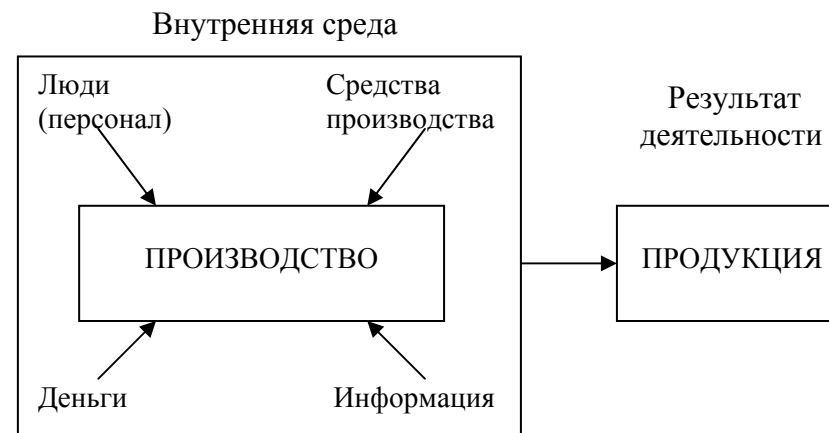 Внутренняя среда
Люди
(персонал)
Средства
производства
Результат
деятельности
ПРОИЗВОДСТВО
ПРОДУКЦИЯ
Деньги
Информация